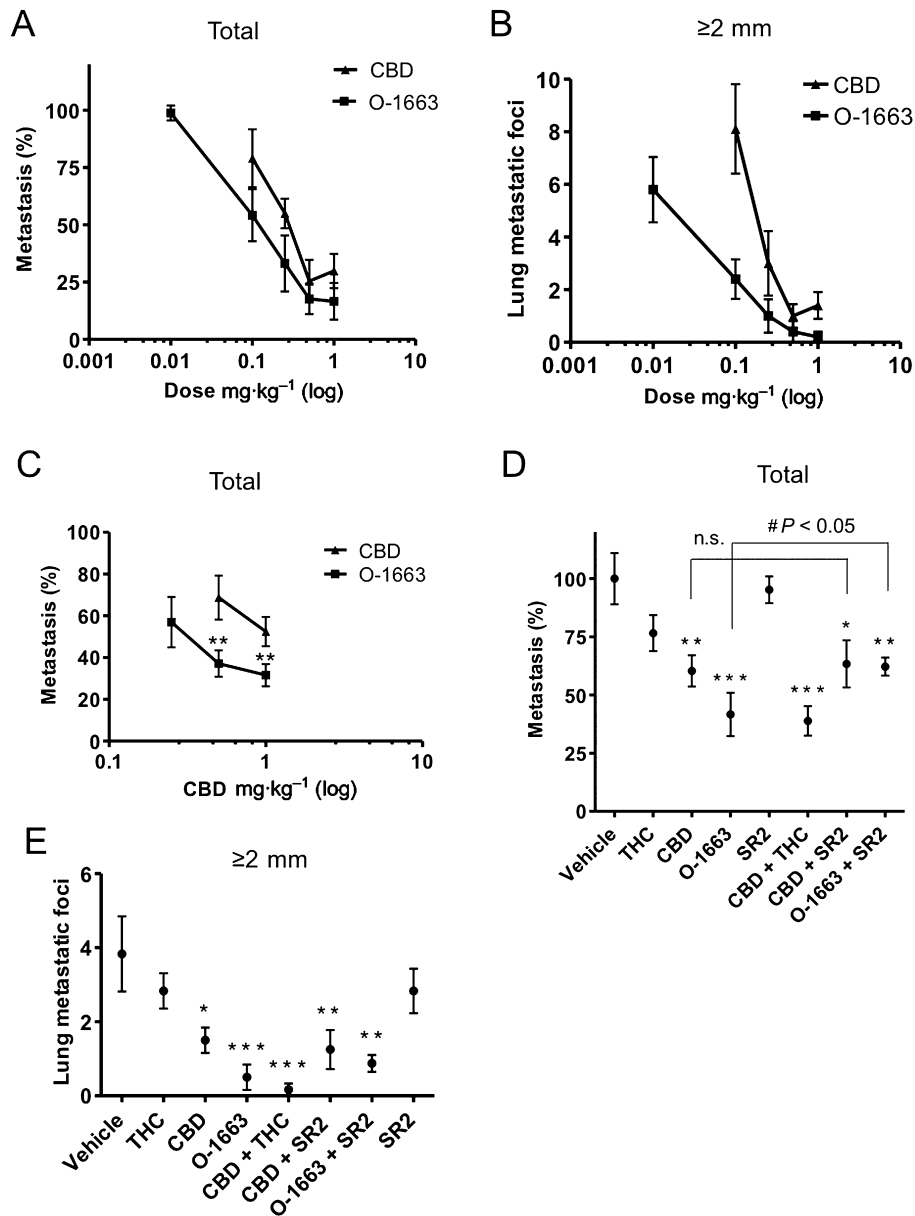 A
Total
CBD
O-1663
Metastasis (%)
100
75
50
25
0
0.001 0.01 0.1 1 10
Dose mg·kg⁻¹ (log)
B
≥2 mm
CBD
O-1663
Lung metastatic foci
10
8
6
4
2
0
0.001 0.01 0.1 1 10
Dose mg·kg⁻¹ (log)
C
Total
CBD
O-1663
Metastasis (%)
100
80
60
40
20
0
**
**
0.1 1 10
CBD mg·kg⁻¹ (log)
D
Total
# P < 0.05
n.s.
Metastasis (%)
100
75
50
25
0
**
***
***
*
**
Vehicle
THC
CBD
O-1663
SR2
CBD + THC
CBD + SR2
O-1663 + SR2
E
≥2 mm
Lung metastatic foci
6
4
2
0
*
***
***
**
**
Vehicle
THC
CBD
O-1663
CBD + THC
CBD + SR2
O-1663 + SR2
SR2